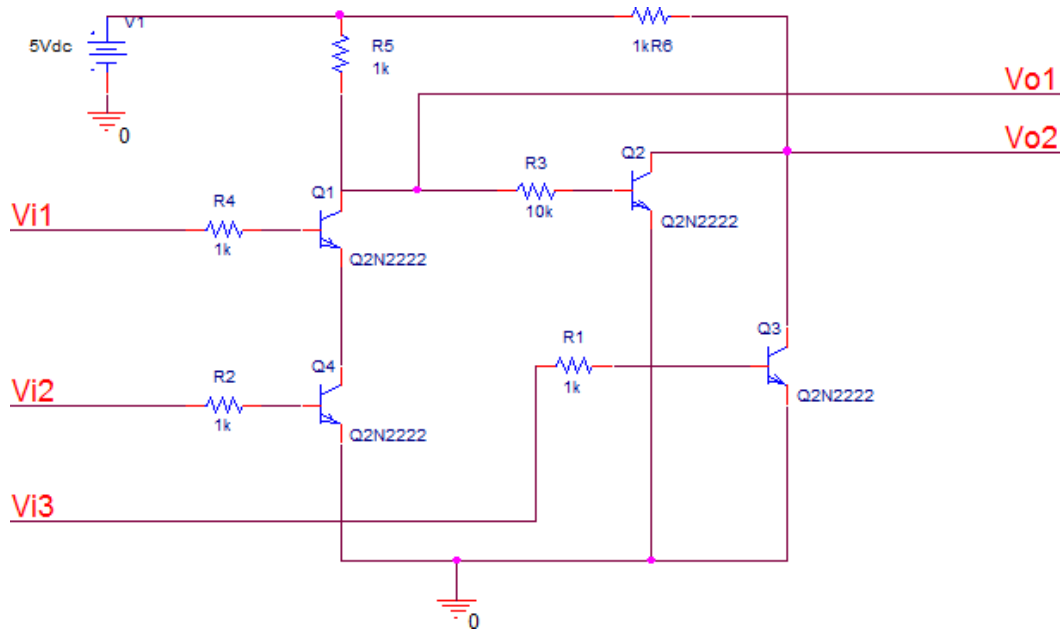 V1
5Vdc
0
R5
1k
1kR6
Vo1
Vo2
Q2
R3
10k
Q2N2222
Q1
Vi1
R4
1k
Q2N2222
Q3
R1
1k
Q2N2222
Q4
Vi2
R2
1k
Q2N2222
Vi3
0